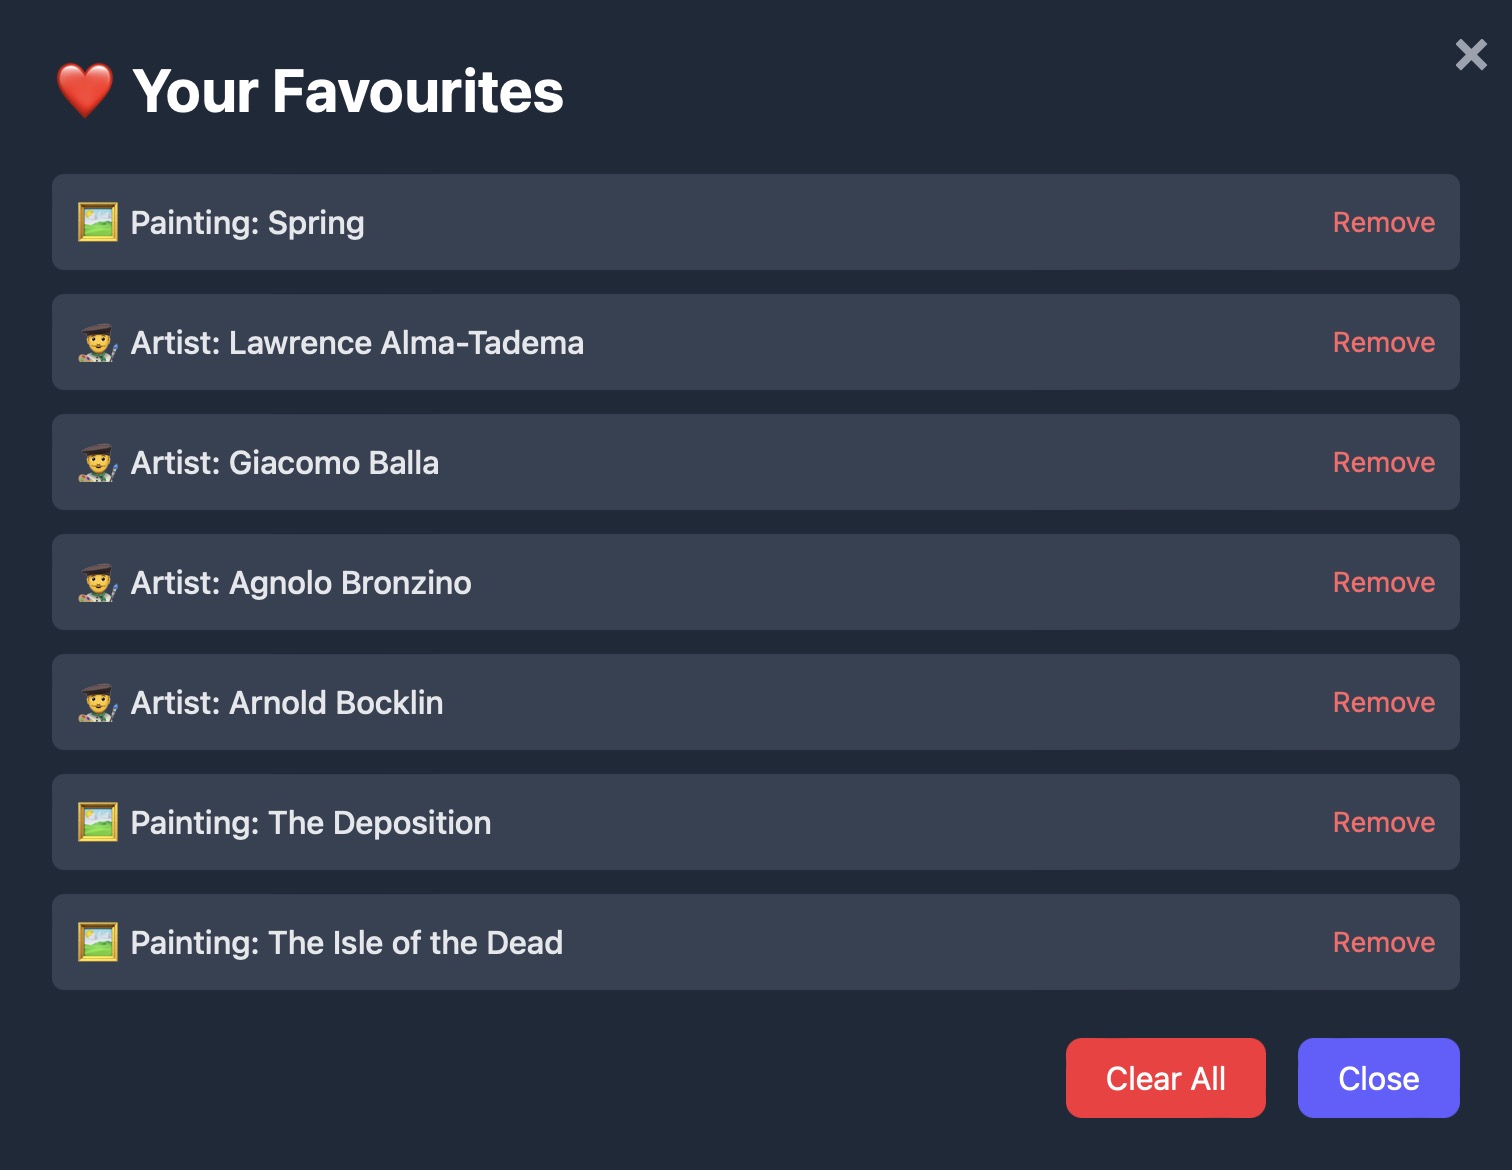 Your Favourites
Painting: Spring
Remove
Artist: Lawrence Alma-Tadema
Remove
Artist: Giacomo Balla
Remove
Artist: Agnolo Bronzino
Remove
Artist: Arnold Bocklin
Remove
Painting: The Deposition
Remove
Painting: The Isle of the Dead
Remove
Clear All
Close